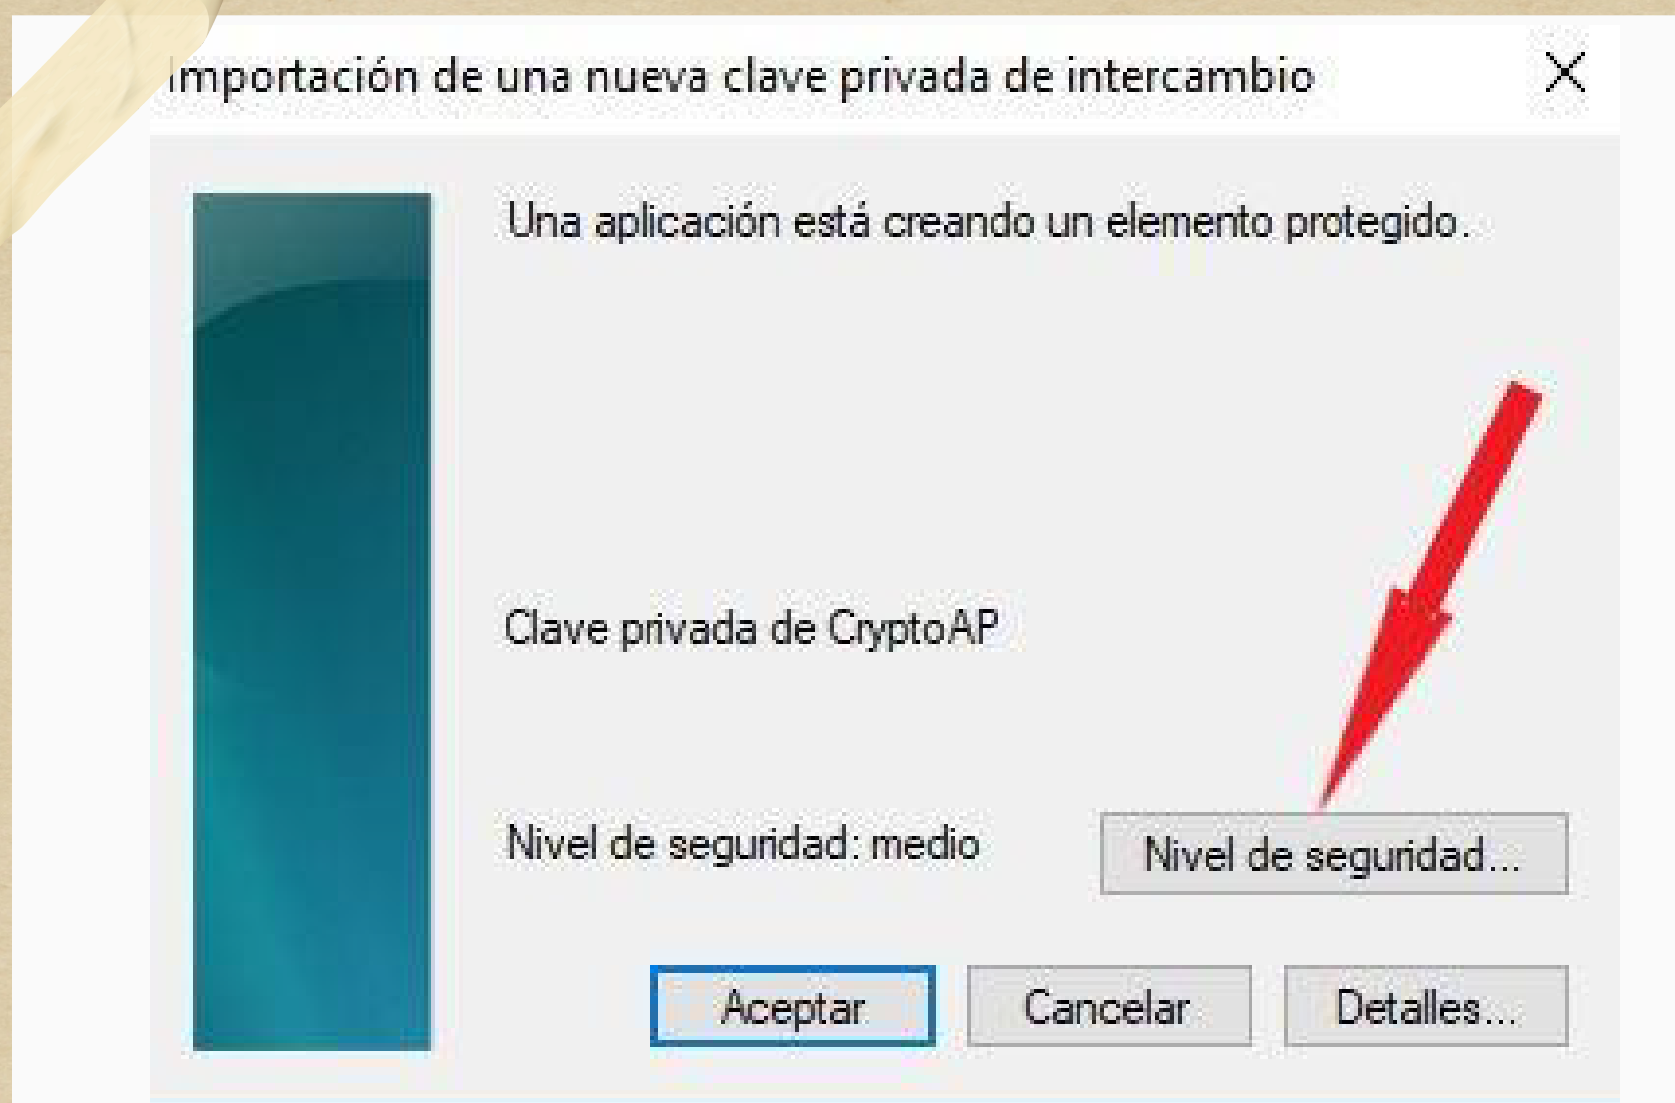 Importación de una nueva clave privada de intercambio
Una aplicación está creando un elemento protegido.
Clave privada de CryptoAP
Nivel de seguridad: medio
Nivel de seguridad...
Aceptar
Cancelar
Detalles...